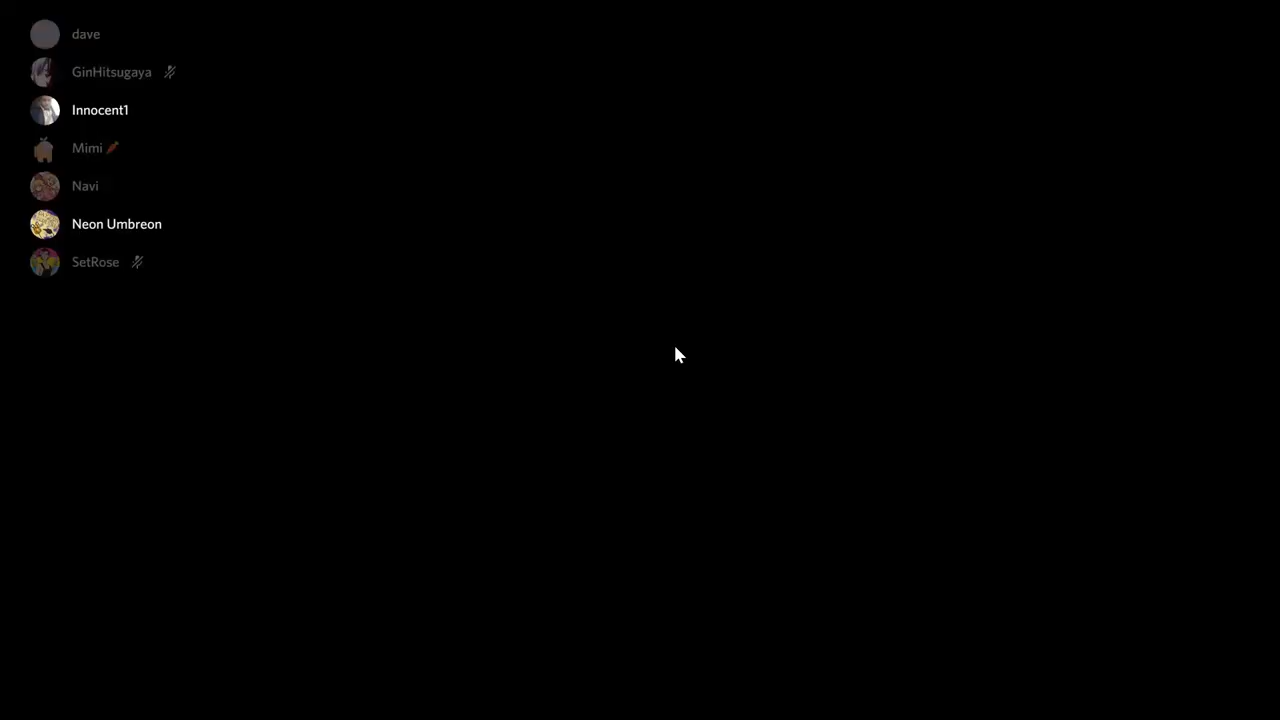 dave
GinHitsugaya
Innocent1
Mimi🥕
Navi
Neon Umbreon
SetRose